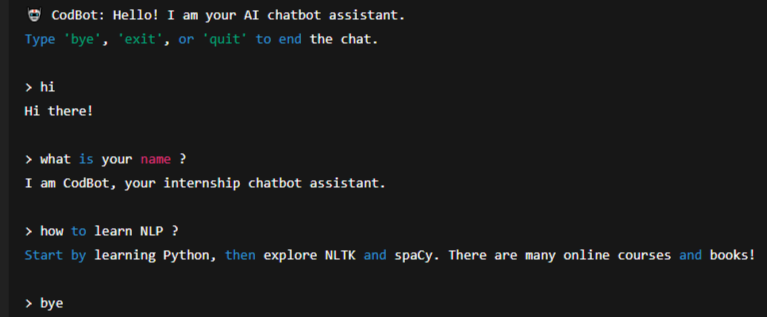 🤖 CodBot: Hello! I am your AI chatbot assistant.
Type 'bye', 'exit', or 'quit' to end the chat.
> hi
Hi there!
> what is your name ?
I am CodBot, your internship chatbot assistant.
> how to learn NLP ?
Start by learning Python, then explore NLTK and spaCy. There are many online courses and books!
> bye